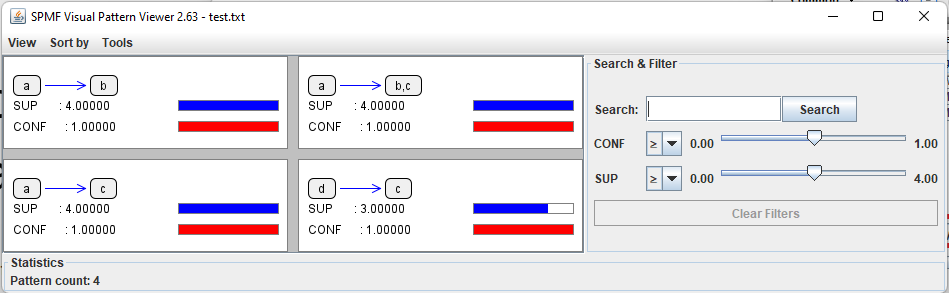 SPMF Visual Pattern Viewer 2.63 - test.txt
View Sort by Tools
a b
SUP : 4.00000
CONF : 1.00000
a b,c
SUP : 4.00000
CONF : 1.00000
a c
SUP : 4.00000
CONF : 1.00000
d c
SUP : 3.00000
CONF : 1.00000
Search & Filter
Search: Search
CONF ≥ 0.00 1.00
SUP ≥ 0.00 4.00
Clear Filters
Statistics
Pattern count: 4